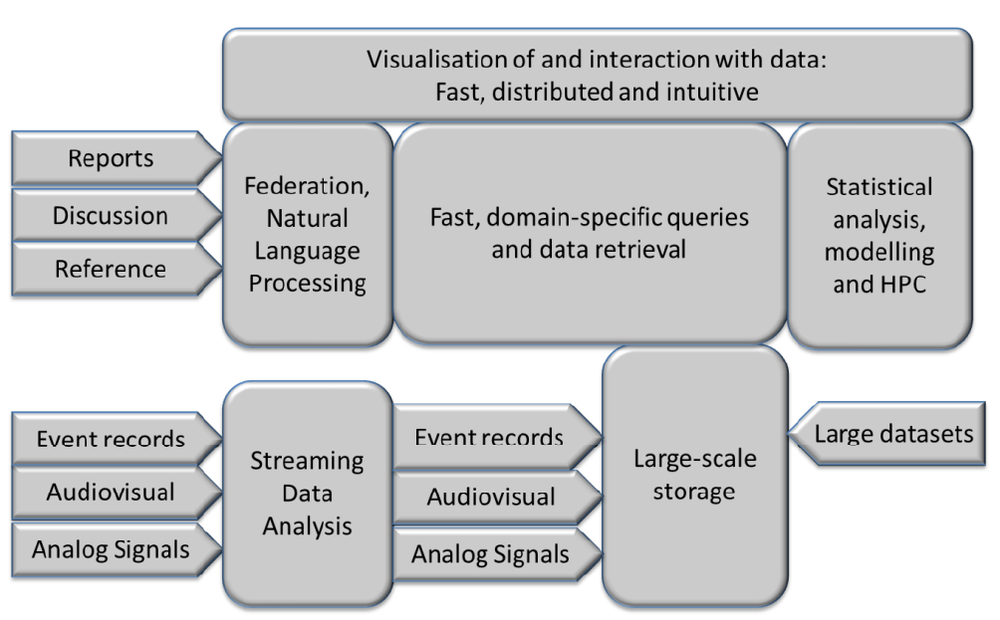 Visualisation of and interaction with data:
Fast, distributed and intuitive
Reports
Discussion
Reference
Federation,
Natural
Language
Processing
Fast, domain-specific queries
and data retrieval
Statistical
analysis,
modelling
and HPC
Event records
Audiovisual
Analog Signals
Streaming
Data
Analysis
Event records
Audiovisual
Analog Signals
Large-scale
storage
Large datasets